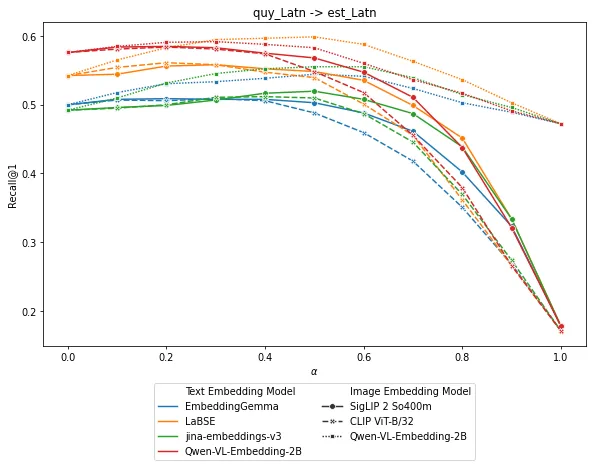 quy_Latn -> est_Latn
Recall@1
0.6
0.5
0.4
0.3
0.2
0.0 0.2 0.4 0.6 0.8 1.0
α
Text Embedding Model Image Embedding Model
EmbeddingGemma SigLIP 2 So400m
LaBSE CLIP ViT-B/32
jina-embeddings-v3 Qwen-VL-Embedding-2B
Qwen-VL-Embedding-2B